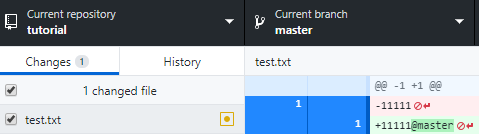 Current repository
tutorial
Current branch
master
Changes 1
History
test.txt
1 changed file
@@ -1 +1 @@
1 -11111
test.txt
1 +11111@master